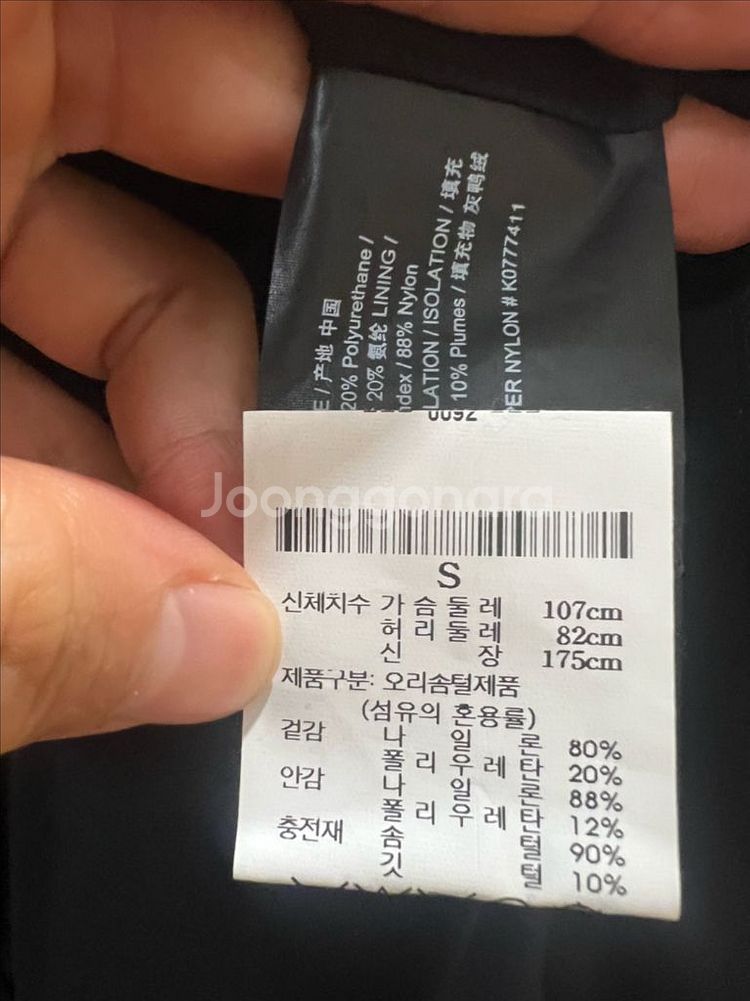 E / 产地 中国
20% Polyurethane /
20% 氨纶 LINING /
ndex / 88% Nylon
LATION / ISOLATION / 填充
10% Plumes / 填充物 灰鸭绒
PER NYLON # K0777411
0092
Joonggonara
S
신체치수 가슴둘레 107cm
허리둘레 82cm
신장 175cm
제품구분: 오리솜털제품
(섬유의 혼용률)
겉감 나일론 80%
폴리우레탄 20%
안감 나일론 88%
폴리우레탄 12%
충전재 솜털 90%
깃털 10%